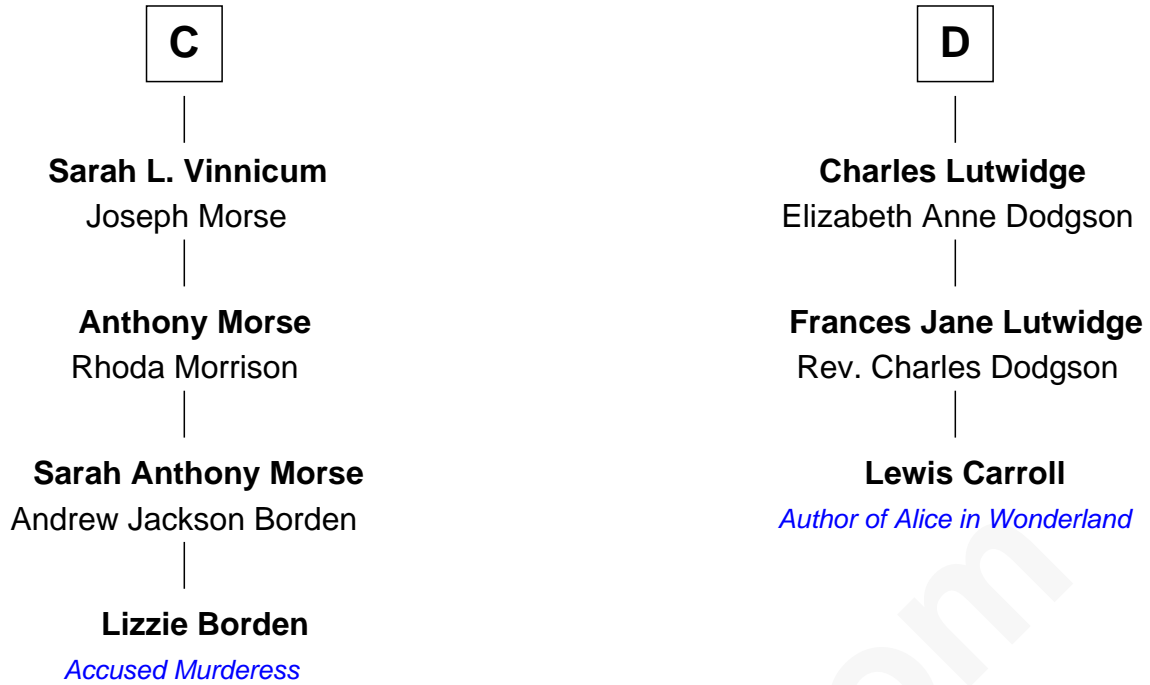 C
Sarah L. Vinnicum
Joseph Morse
Anthony Morse
Rhoda Morrison
Sarah Anthony Morse
Andrew Jackson Borden
Lizzie Borden
Accused Murderess
D
Charles Lutwidge
Elizabeth Anne Dodgson
Frances Jane Lutwidge
Rev. Charles Dodgson
Lewis Carroll
Author of Alice in Wonderland
om